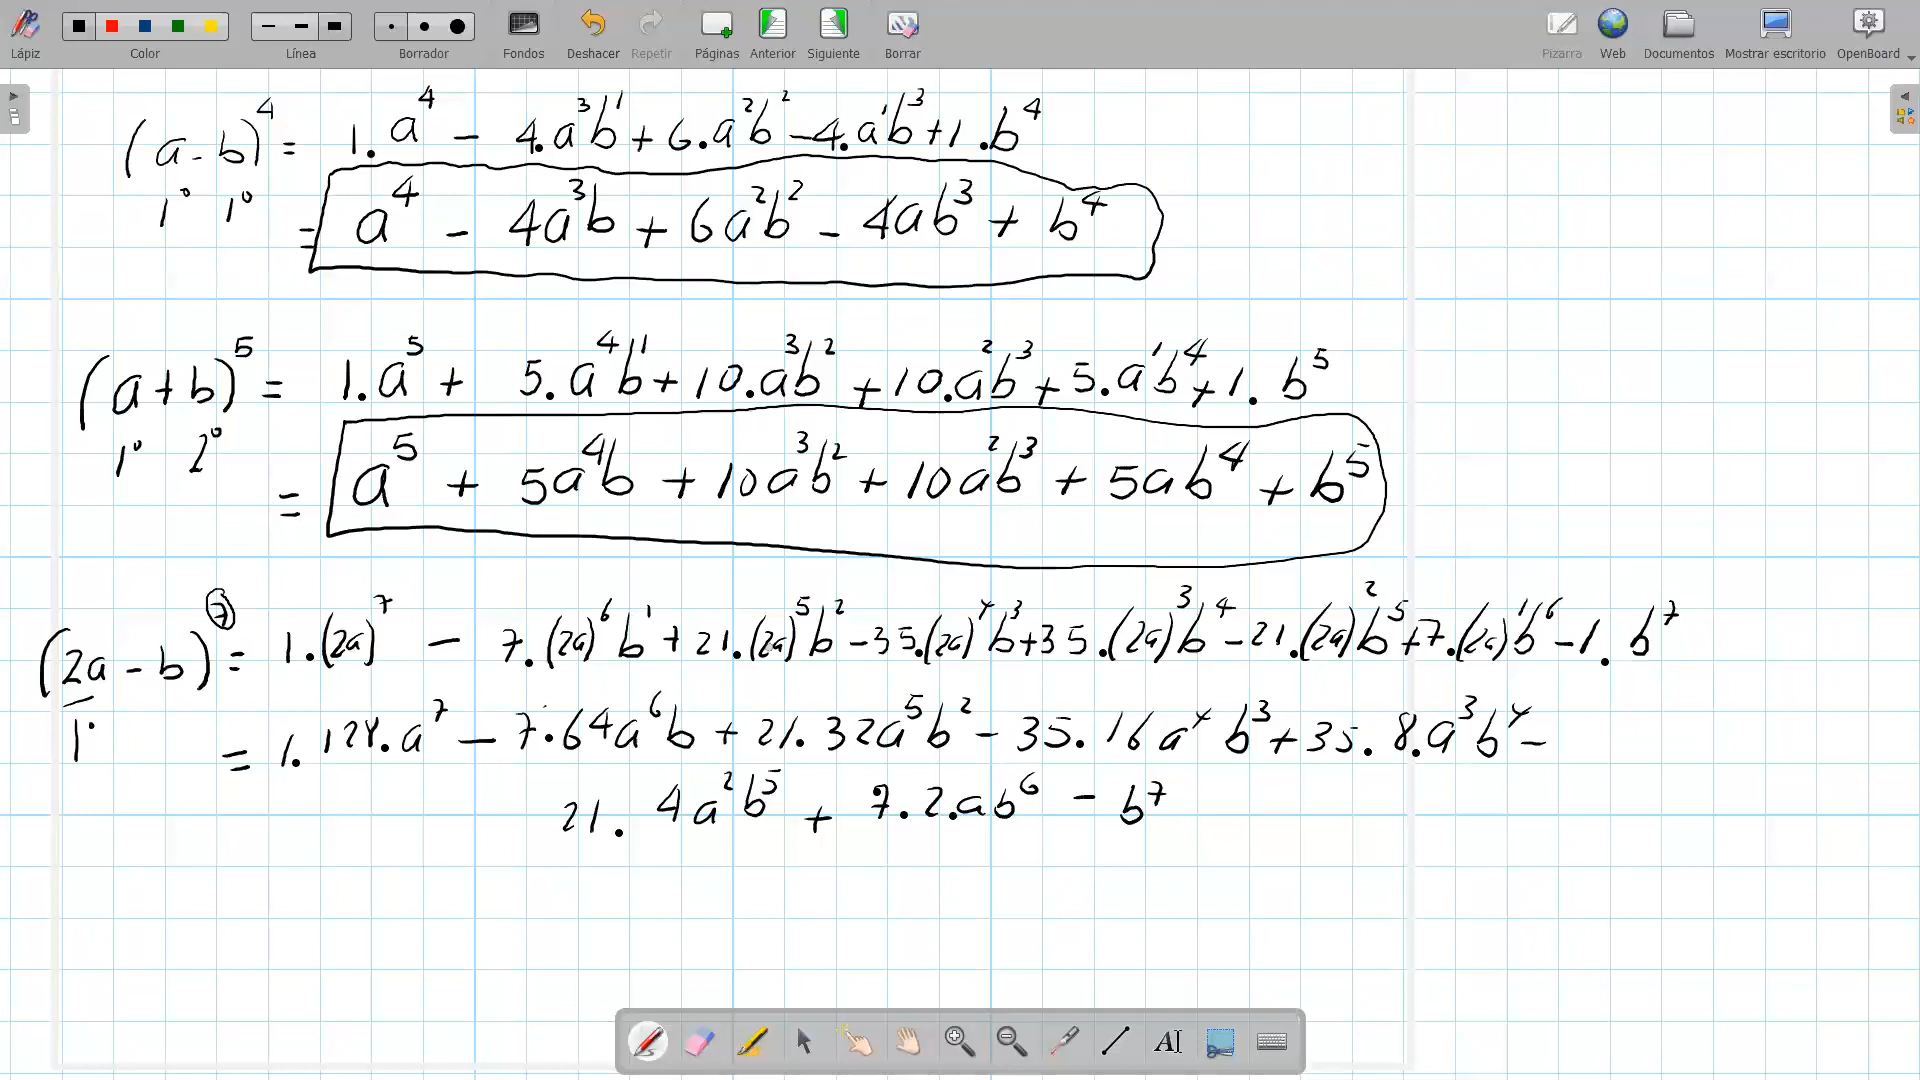 Lápiz Color Línea Borrador Fondos Deshacer Repetir Páginas Anterior Siguiente Borrar Pizarra Web Documentos Mostrar escritorio OpenBoard
(a-b)⁴ = 1.a⁴ - 4.a³b¹ + 6.a²b² - 4.a¹b³ + 1.b⁴
1° 1°
= a⁴ - 4a³b + 6a²b² - 4ab³ + b⁴
(a+b)⁵ = 1.a⁵ + 5.a⁴b¹ + 10.a³b² + 10.a²b³ + 5.a¹b⁴ + 1.b⁵
1° 2°
= a⁵ + 5a⁴b + 10a³b² + 10a²b³ + 5ab⁴ + b⁵
(2a-b)⁷ = 1.(2a)⁷ - 7.(2a)⁶b¹ + 21.(2a)⁵b² - 35.(2a)⁴b³ + 35.(2a)³b⁴ - 21.(2a)²b⁵ + 7.(2a)¹b⁶ - 1.b⁷
1°
= 1.128.a⁷ - 7.64a⁶b + 21.32a⁵b² - 35.16a⁴b³ + 35.8.a³b⁴ -
21.4a²b⁵ + 7.2.ab⁶ - b⁷
AI